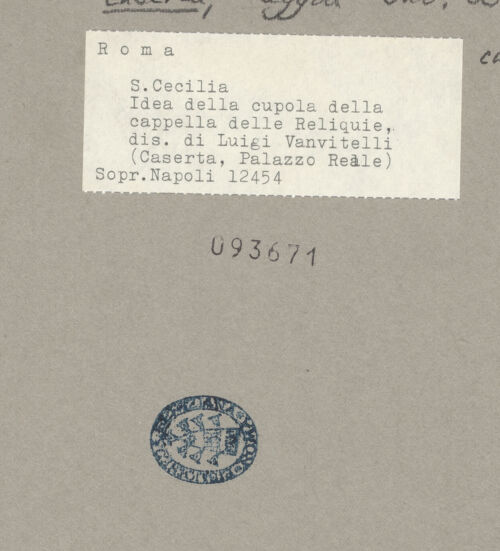 Caserta,
R o m a
S.Cecilia
Idea della cupola della
cappella delle Reliquie,
dis. di Luigi Vanvitelli
(Caserta, Palazzo Reale)
Sopr.Napoli 12454
093671